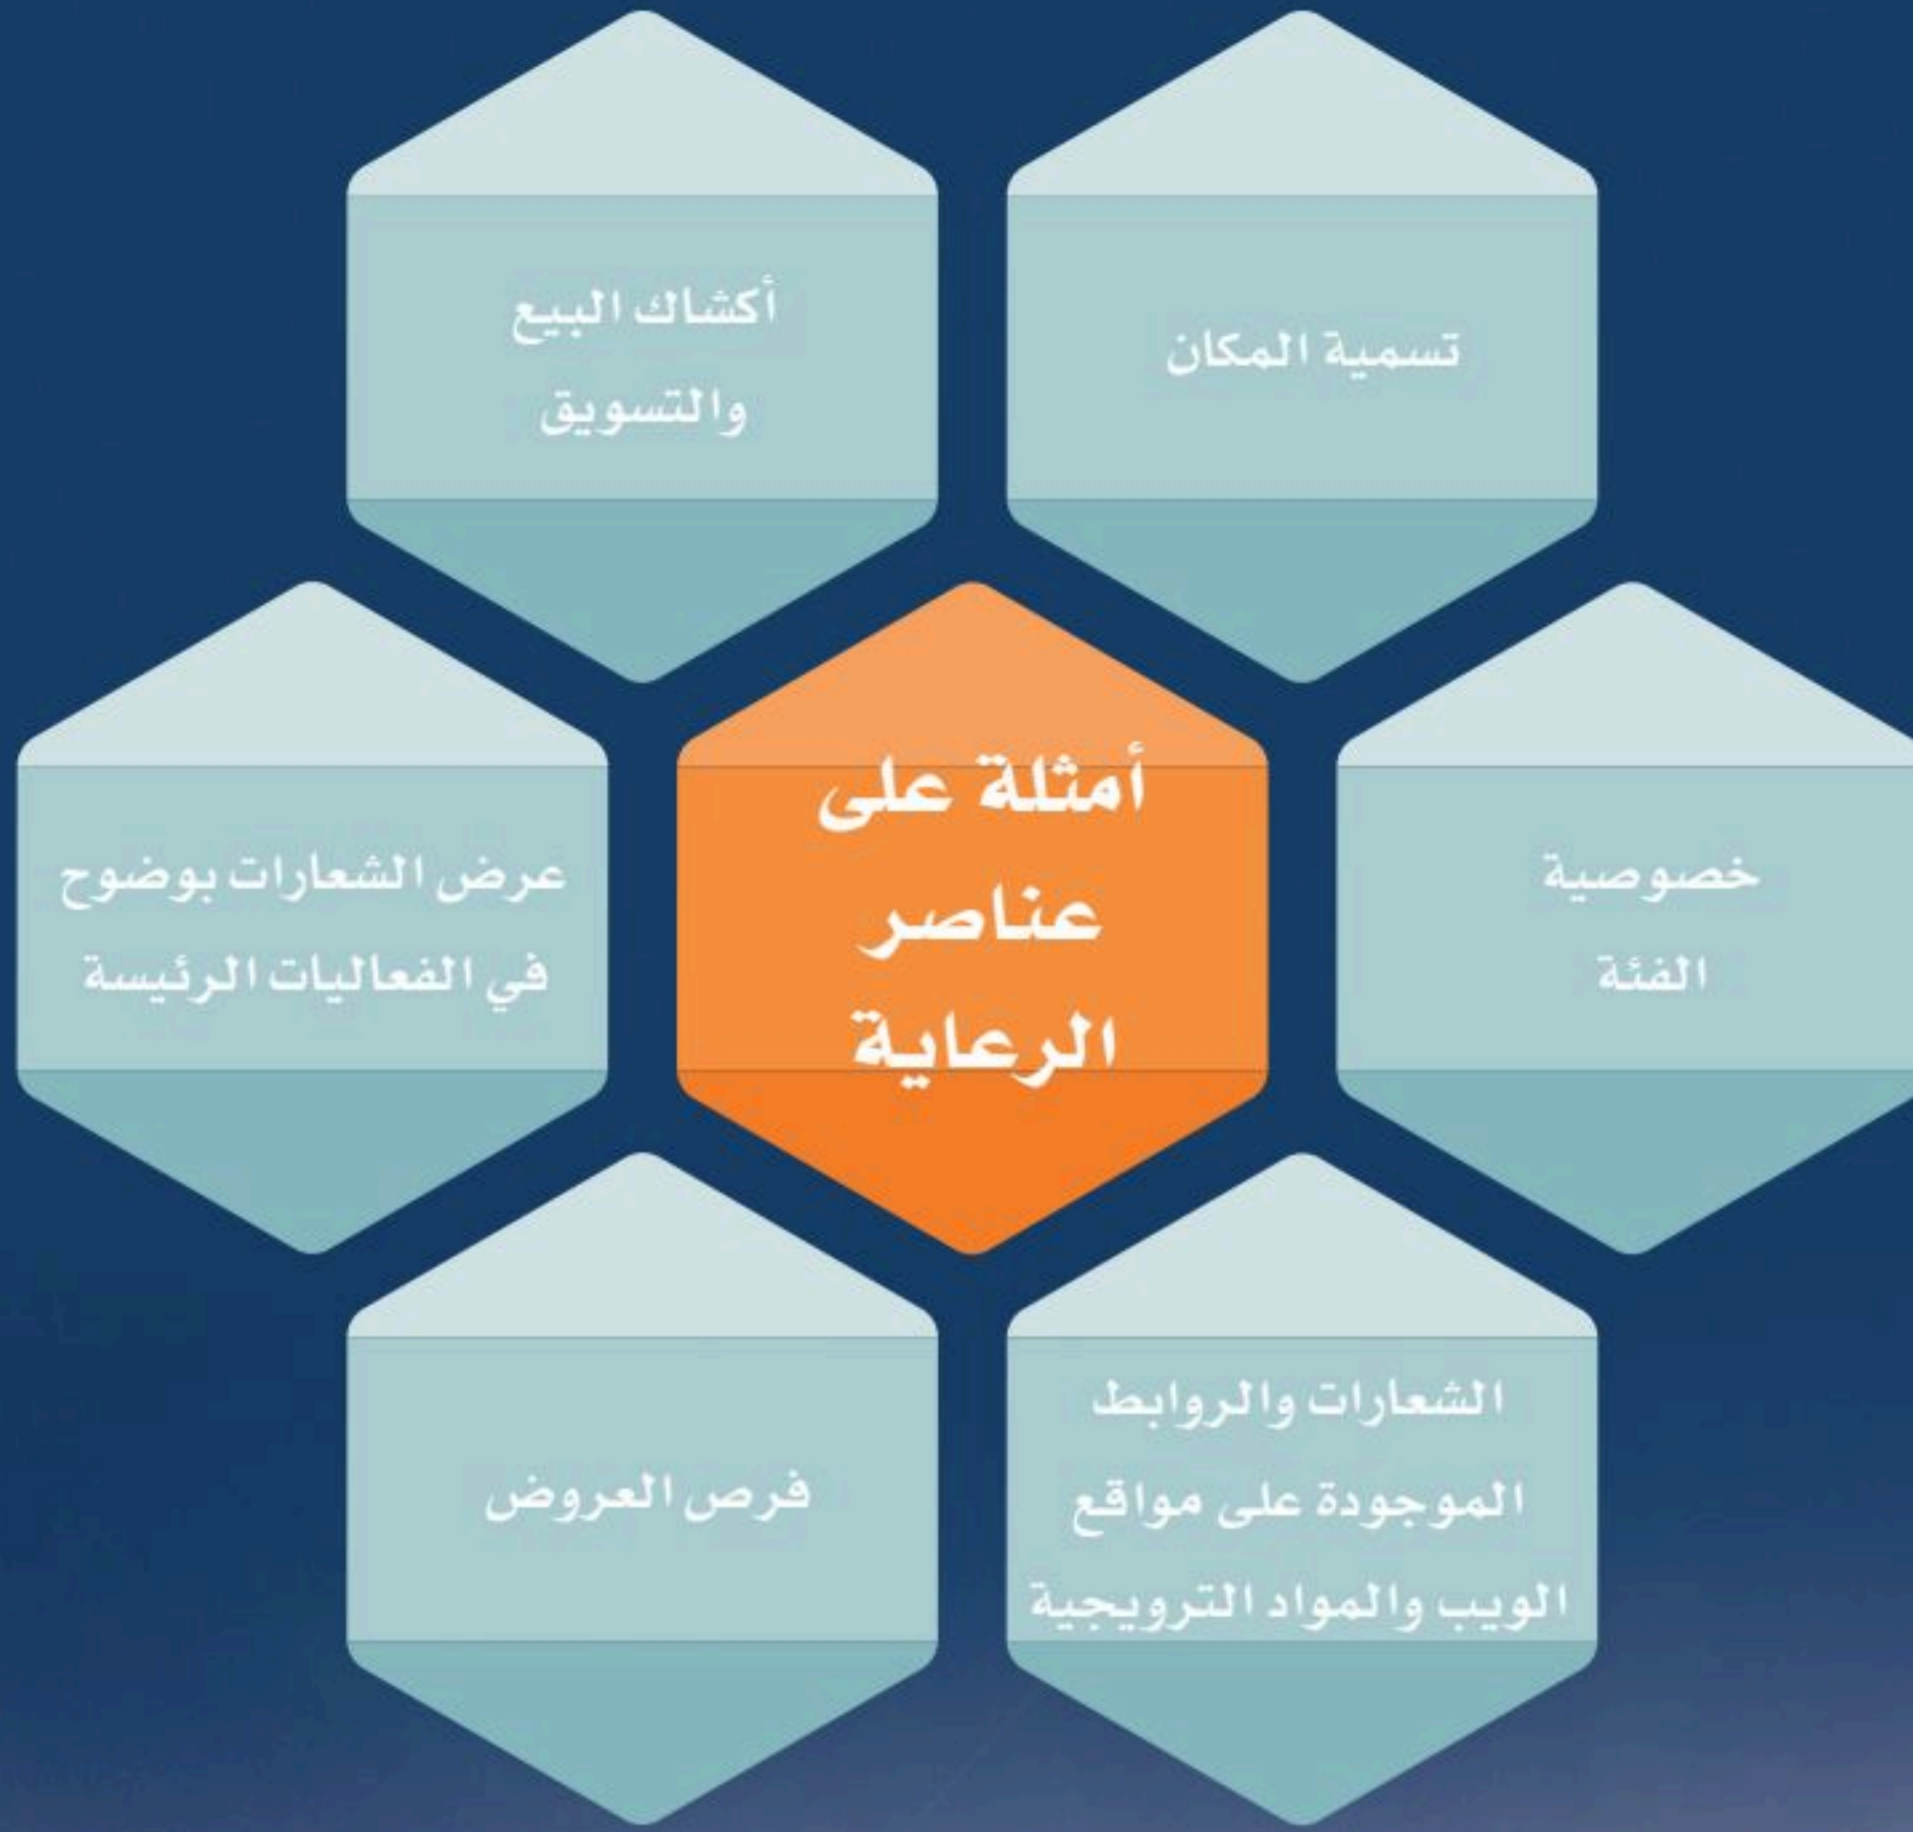 تسمية المكان
أكشاك البيع
والتسويق
خصوصية
الفئة
أمثلة على
عناصر
الرعاية
عرض الشعارات بوضوح
في الفعاليات الرئيسة
الشعارات والروابط
الموجودة على مواقع
الويب والمواد الترويجية
فرص العروض